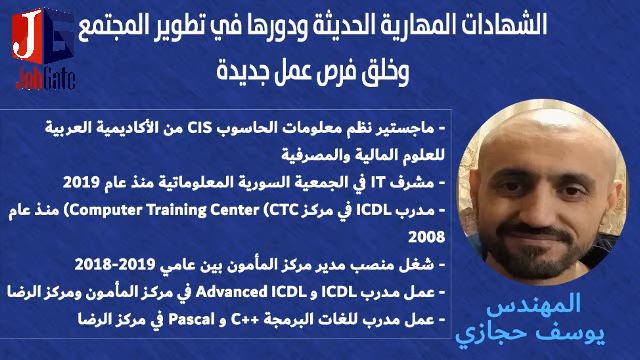 الشهادات المهارية الحديثة ودورها في تطوير المجتمع
وخلق فرص عمل جديدة
JobGate
- ماجستير نظم معلومات الحاسوب CIS من الأكاديمية العربية
للعلوم المالية والمصرفية
- مشرف IT في الجمعية السورية المعلوماتية منذ عام 2019
- مدرب ICDL في مركز Computer Training Center (CTC) منذ عام
2008
- شغل منصب مدير مركز المأمون بين عامي 2019-2018
- عمل مدرب ICDL و Advanced ICDL في مركز المأمون ومركز الرضا
- عمل مدرب للغات البرمجة C++ و Pascal في مركز الرضا
المهندس
يوسف حجازي